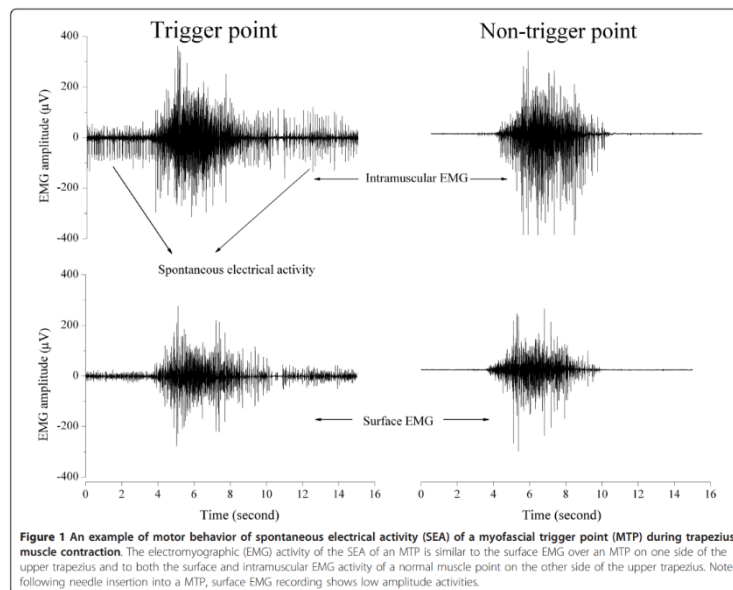 Trigger point
Non-trigger point
400
200
0
-200
-400
EMG amplitude (µV)
Intramuscular EMG
Spontaneous electrical activity
400
200
0
-200
-400
EMG amplitude (µV)
Surface EMG
0 2 4 6 8 10 12 14 16
0 2 4 6 8 10 12 14 16
Time (second)
Time (second)
Figure 1 An example of motor behavior of spontaneous electrical activity (SEA) of a myofascial trigger point (MTP) during trapezius
muscle contraction. The electromyographic (EMG) activity of the SEA of an MTP is similar to the surface EMG over an MTP on one side of the
upper trapezius and to both the surface and intramuscular EMG activity of a normal muscle point on the other side of the upper trapezius. Note
following needle insertion into a MTP, surface EMG recording shows low amplitude activities.